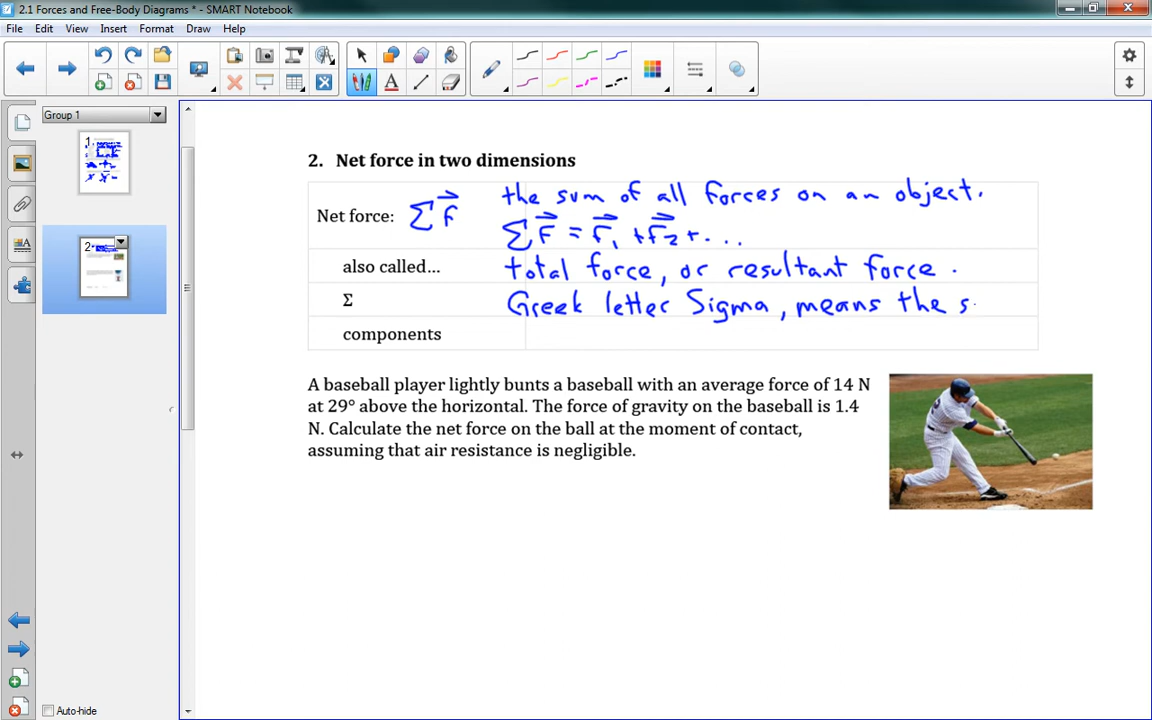 2.1 Forces and Free-Body Diagrams * - SMART Notebook
File Edit View Insert Format Draw Help
Group 1
1.
2
2. Net force in two dimensions
Net force: ΣF⃗ the sum of all forces on an object.
ΣF⃗ = F⃗₁ + F⃗₂ + . . .
also called... total force, or resultant force.
Σ Greek letter Sigma, means the s
components
A baseball player lightly bunts a baseball with an average force of 14 N
at 29° above the horizontal. The force of gravity on the baseball is 1.4
N. Calculate the net force on the ball at the moment of contact,
assuming that air resistance is negligible.
Auto-hide